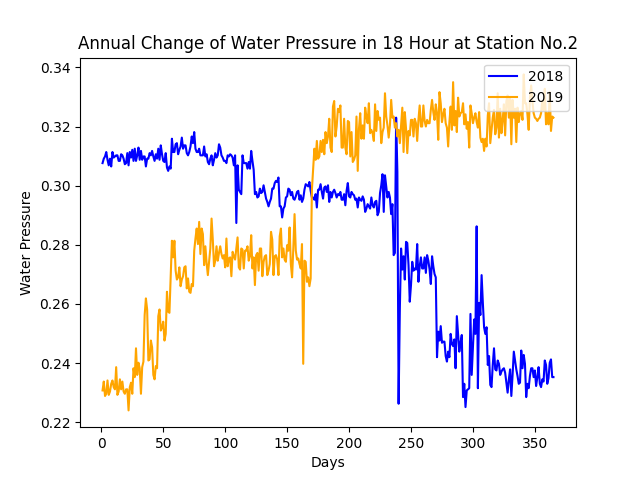 Annual Change of Water Pressure in 18 Hour at Station No.2
2018
2019
0.34
0.32
0.30
0.28
0.26
0.24
0.22
Water Pressure
0 50 100 150 200 250 300 350
Days